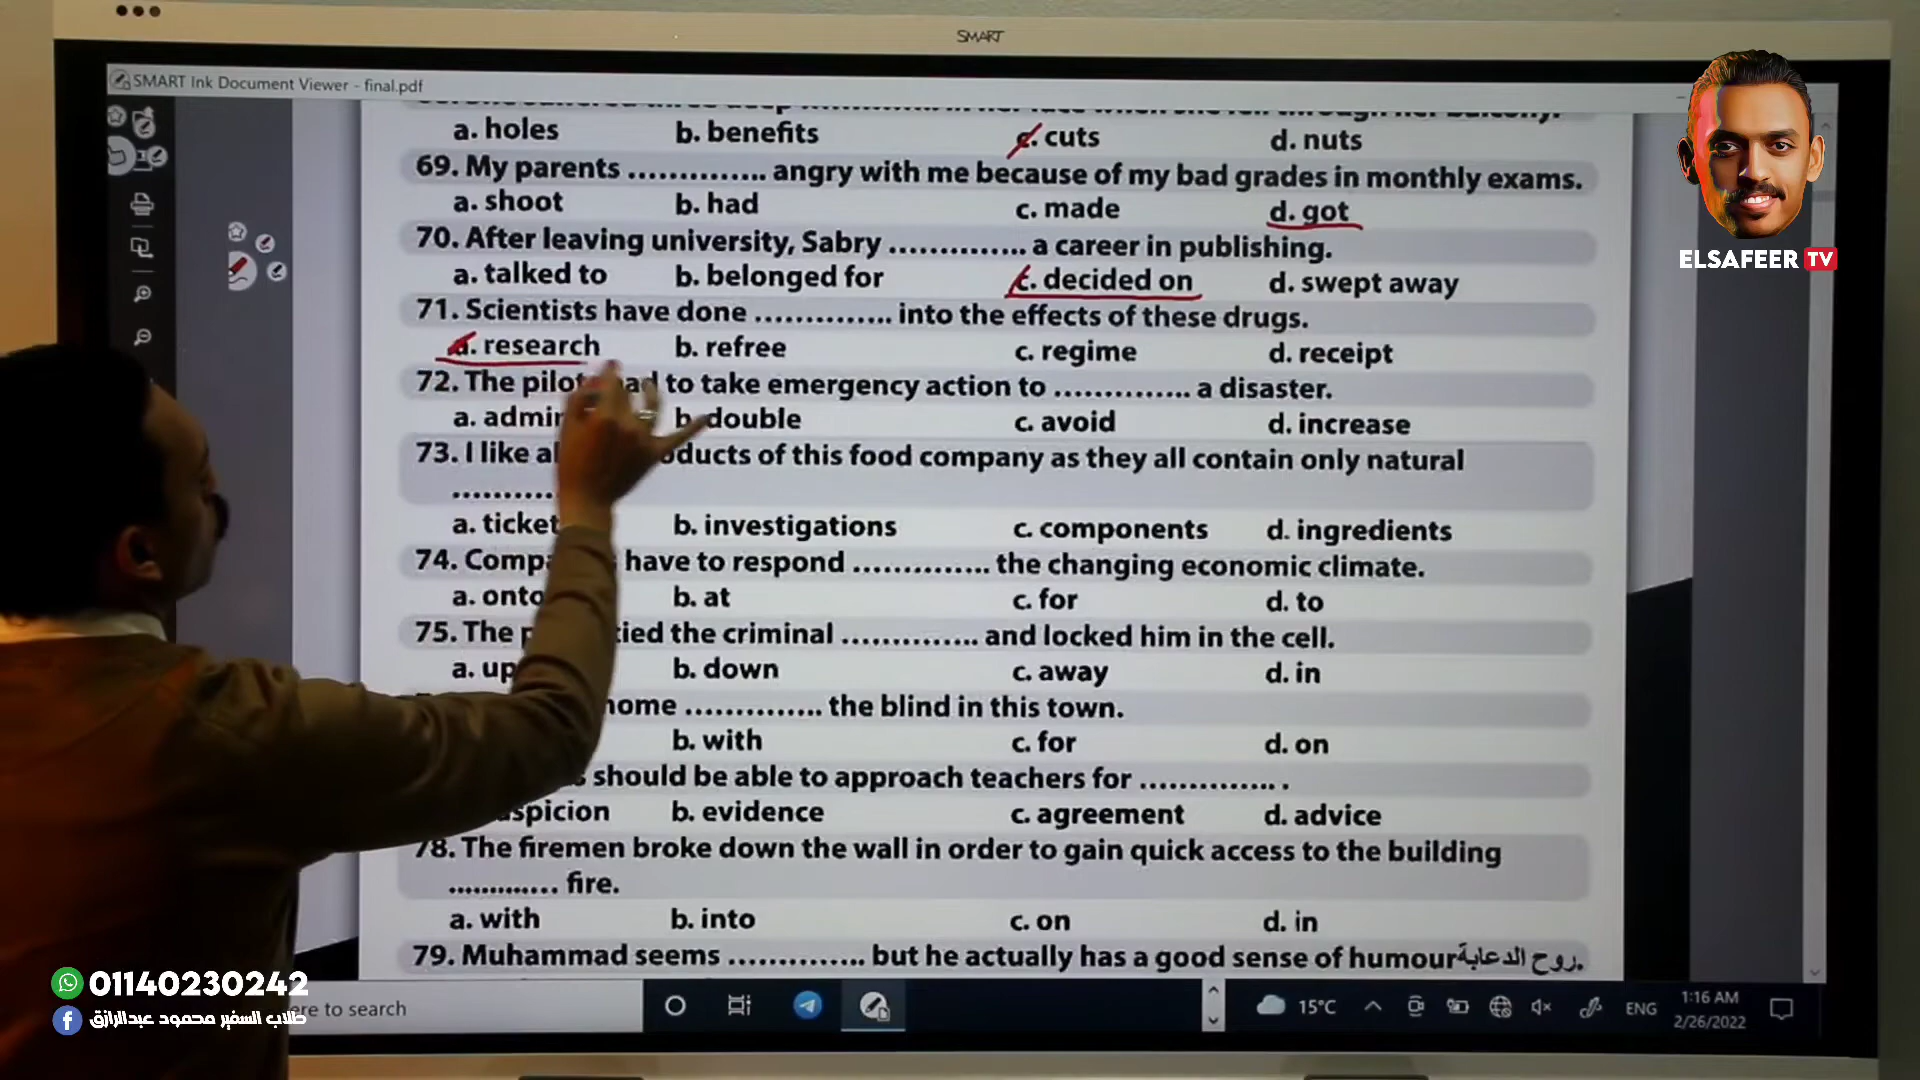 SMART
SMART Ink Document Viewer - final.pdf
a. holes b. benefits c. cuts d. nuts
69. My parents .............. angry with me because of my bad grades in monthly exams.
a. shoot b. had c. made d. got
70. After leaving university, Sabry .............. a career in publishing.
a. talked to b. belonged for c. decided on d. swept away
71. Scientists have done .............. into the effects of these drugs.
a. research b. refree c. regime d. receipt
72. The pilot had to take emergency action to .............. a disaster.
a. admir b. double c. avoid d. increase
73. I like al oducts of this food company as they all contain only natural
...........
a. ticket b. investigations c. components d. ingredients
74. Compa s have to respond .............. the changing economic climate.
a. onto b. at c. for d. to
75. The p tied the criminal .............. and locked him in the cell.
a. up b. down c. away d. in
home .............. the blind in this town.
b. with c. for d. on
s should be able to approach teachers for .............. .
spicion b. evidence c. agreement d. advice
78. The firemen broke down the wall in order to gain quick access to the building
............. fire.
a. with b. into c. on d. in
79. Muhammad seems .............. but he actually has a good sense of humour روح الدعابة.
ELSAFEER TV
01140230242
طلاب السفير محمود عبدالرازق
ere to search
15°C
ENG
1:16 AM
2/26/2022